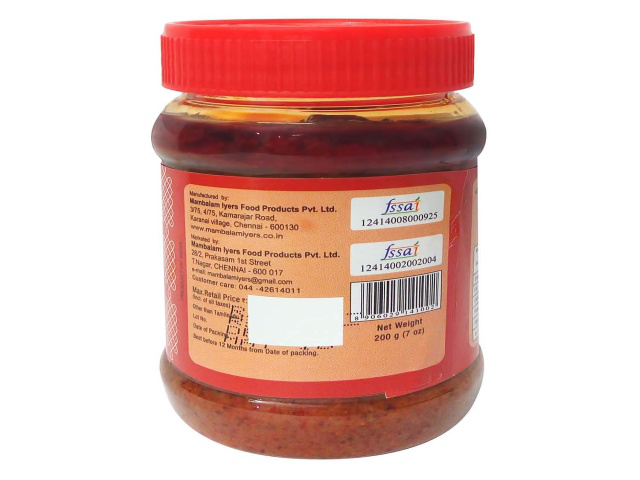 Manufactured by:
Mambalam Iyers Food Products Pvt. Ltd.
3/75, 4/75, Kamarajar Road,
Karanai village, Chennai - 600130
www.mambalamiyers.co.in
Marketed by:
Mambalam Iyers Food Products Pvt. Ltd.
28/2, Prakasam 1st Street
T.Nagar, CHENNAI - 600 017
e-mail: mambalamiyers@gmail.com
Customer care: 044 -42614011
Max.Retail Price ₹
(Incl. of all taxes)
Other than Tamil
Lot No.
Date of Packing
Best before 12 Months from Date of packing.
fssai
12414008000925
fssai
12414002002004
Net Weight
200 g (7 oz)